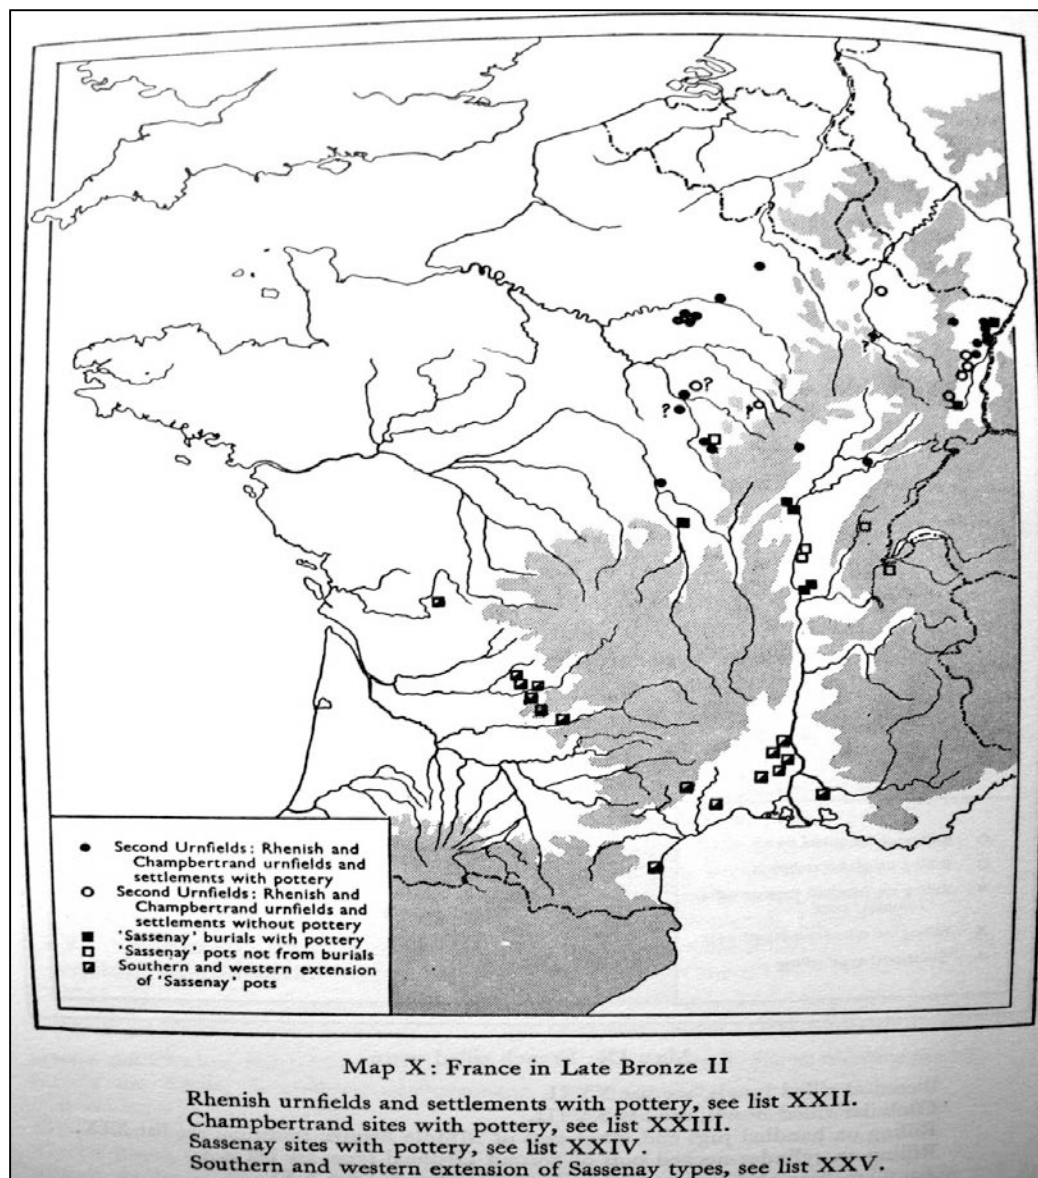 ?
?
?
?
Second Urnfields: Rhenish and
Champbertrand urnfields and
settlements with pottery
Second Urnfields: Rhenish and
Champbertrand urnfields and
settlements without pottery
'Sassenay' burials with pottery
'Sassenay' pots not from burials
Southern and western extension
of 'Sassenay' pots
Map X: France in Late Bronze II
Rhenish urnfields and settlements with pottery, see list XXII.
Champbertrand sites with pottery, see list XXIII.
Sassenay sites with pottery, see list XXIV.
Southern and western extension of Sassenay types, see list XXV.